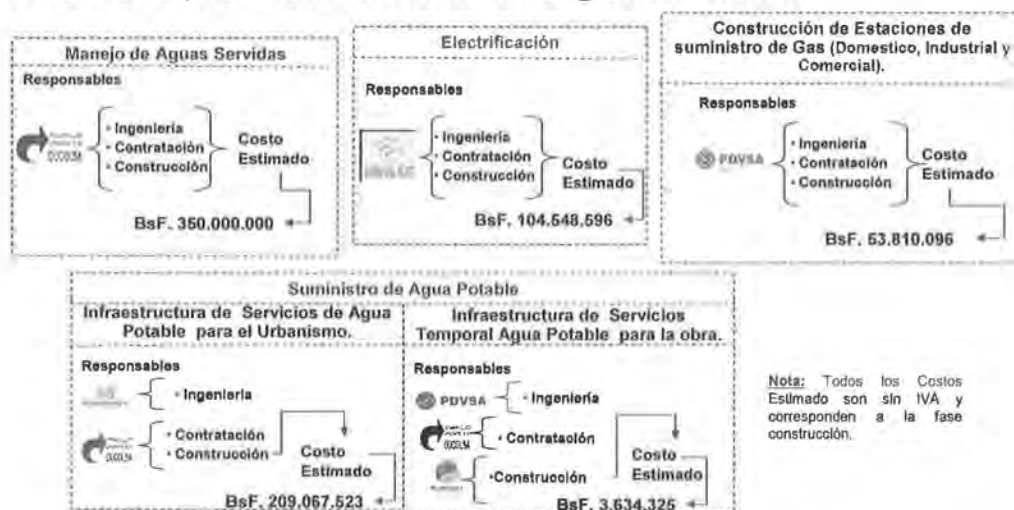 Manejo de Aguas Servidas
Responsables
• Ingeniería
• Contratación
• Construcción
Costo
Estimado
BsF. 350.000.000
Electrificación
Responsables
• Ingeniería
• Contratación
• Construcción
Costo
Estimado
BsF. 104.548.596
Construcción de Estaciones de
suministro de Gas (Domestico, Industrial y
Comercial).
Responsables
PDVSA
• Ingeniería
• Contratación
• Construcción
Costo
Estimado
BsF. 53.810.096
Suministro de Agua Potable
Infraestructura de Servicios de Agua
Potable para el Urbanismo.
Responsables
• Ingeniería
• Contratación
• Construcción
Costo
Estimado
BsF. 209.067.523
Infraestructura de Servicios
Temporal Agua Potable para la obra.
Responsables
PDVSA
• Ingeniería
• Contratación
•Construcción
Costo
Estimado
BsF. 3.634.325
Nota: Todos los Costos
Estimado son sin IVA y
corresponden a la fase
construcción.